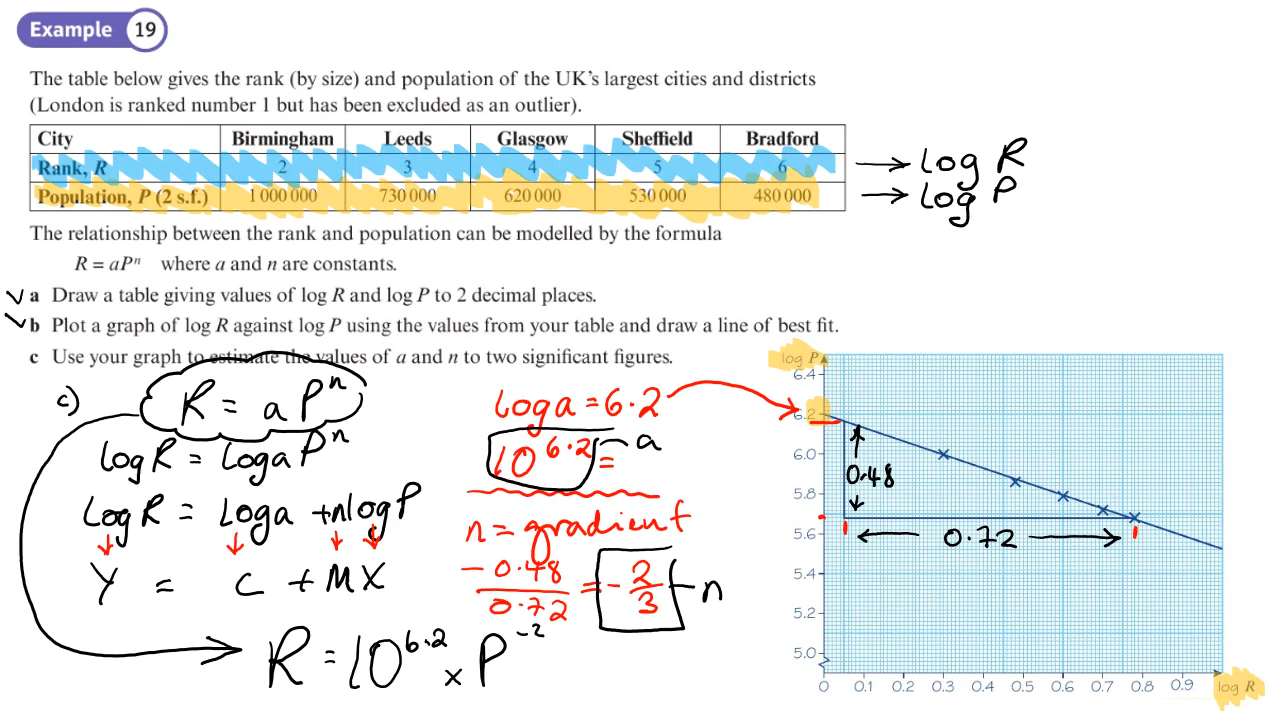 Example 19
The table below gives the rank (by size) and population of the UK's largest cities and districts
(London is ranked number 1 but has been excluded as an outlier).
City Birmingham Leeds Glasgow Sheffield Bradford
Rank, R 2 3 4 5 6 → log R
Population, P (2 s.f.) 1 000 000 730 000 620 000 530 000 480 000 → log P
The relationship between the rank and population can be modelled by the formula
R = aPⁿ where a and n are constants.
✓ a Draw a table giving values of log R and log P to 2 decimal places.
✓ b Plot a graph of log R against log P using the values from your table and draw a line of best fit.
c Use your graph to estimate the values of a and n to two significant figures.
c) R = a Pⁿ
log R = log a Pⁿ
log R = log a + n log P
Y = C + M X
R = 10^6.2 × P^-2
log a = 6.2
10^6.2 = a
n = gradient
-0.48/0.72 = -2/3 n
log P
6.4
6.2
6.0
5.8
5.6
5.4
5.2
5.0
0.48
0.72
0 0.1 0.2 0.3 0.4 0.5 0.6 0.7 0.8 0.9 log R